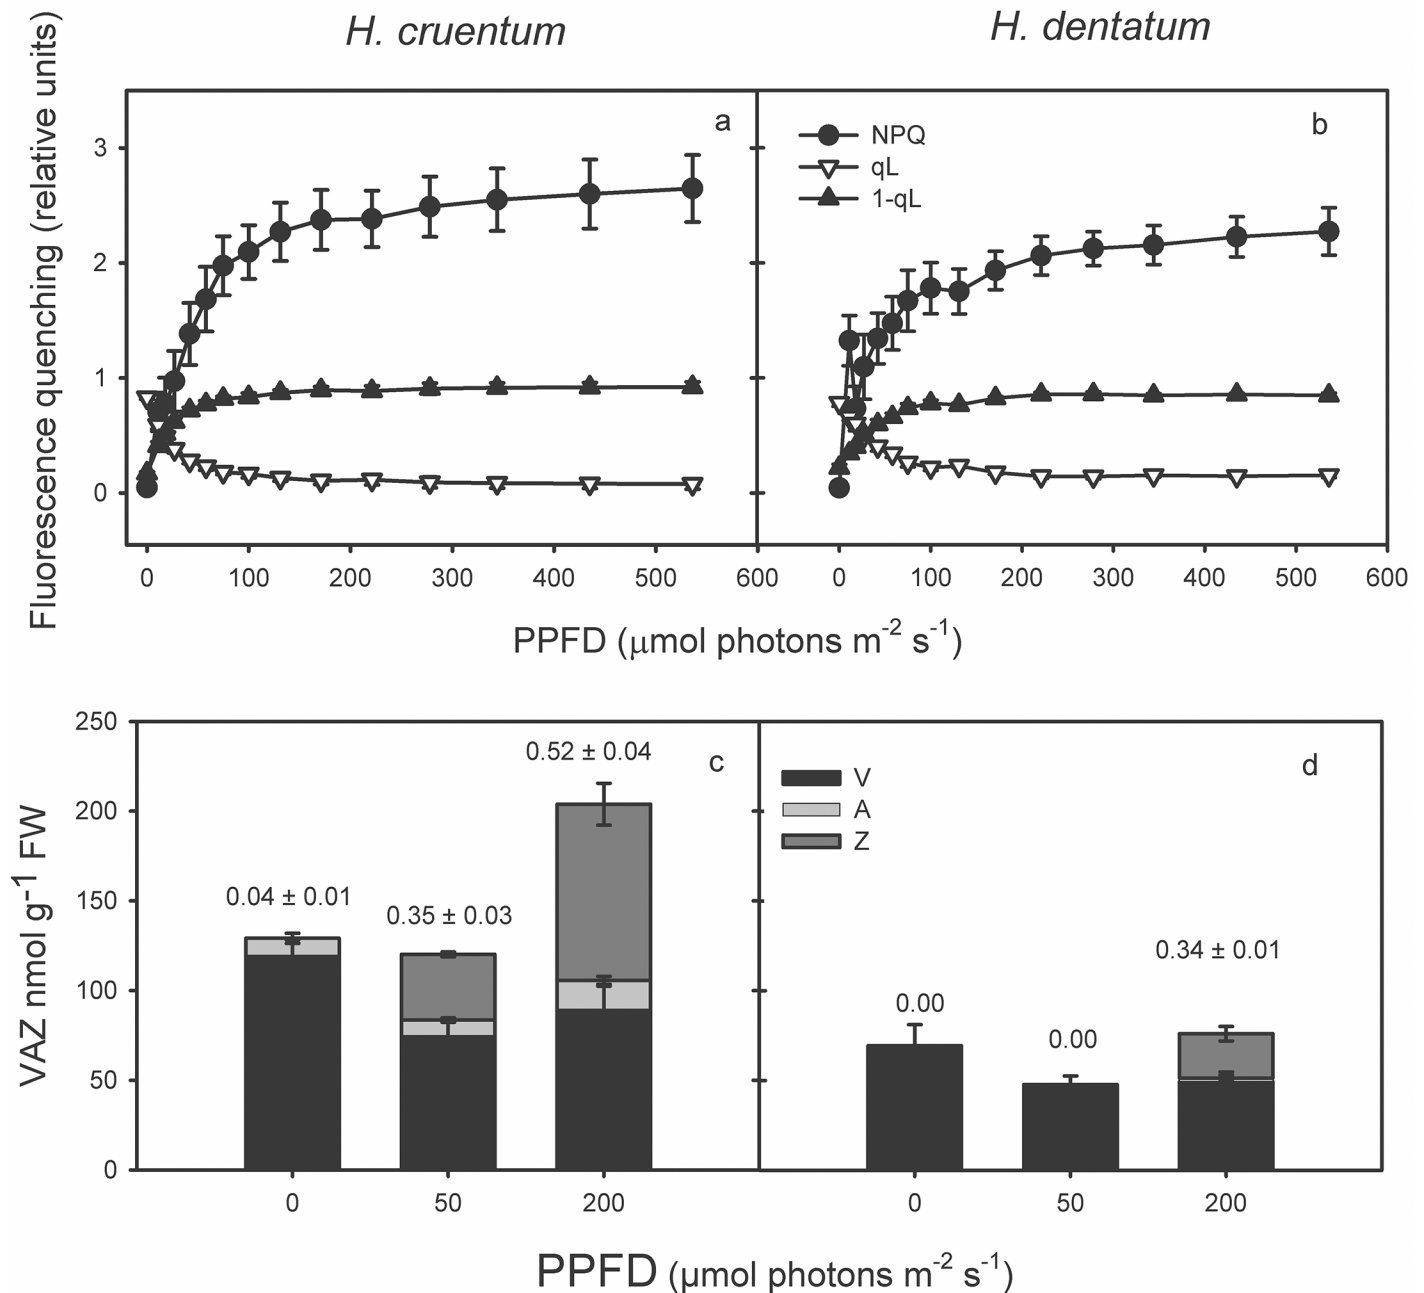 H. cruentum
H. dentatum
Fluorescence quenching (relative units)
a
b
NPQ
qL
1-qL
3
2
1
0
0 100 200 300 400 500 600
0 100 200 300 400 500 600
PPFD (μmol photons m-2 s-1)
VAZ nmol g-1 FW
250
200
150
100
50
0
c
d
0.04 ± 0.01
0.35 ± 0.03
0.52 ± 0.04
V
A
Z
0.00
0.00
0.34 ± 0.01
0 50 200
0 50 200
PPFD (μmol photons m-2 s-1)